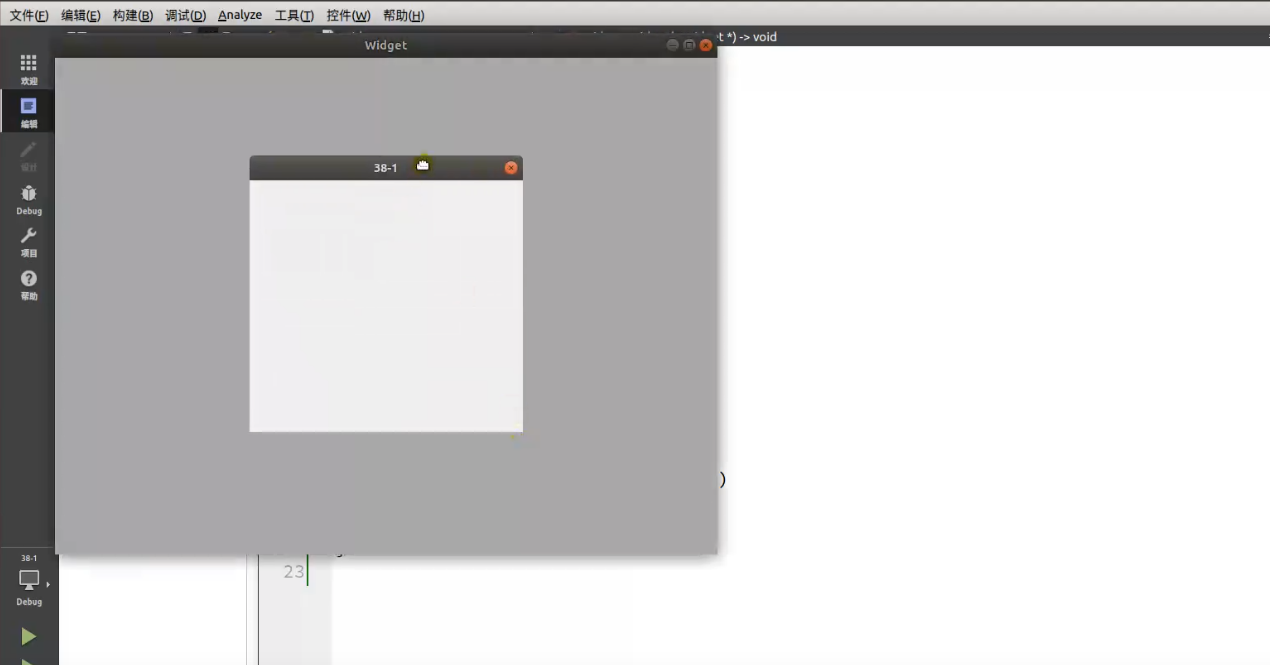 文件(F) 编辑(E) 构建(B) 调试(D) Analyze 工具(T) 控件(W) 帮助(H)
Widget
*) -> void
欢迎
编辑
设计
Debug
项目
帮助
38-1
)
38-1
23
Debug